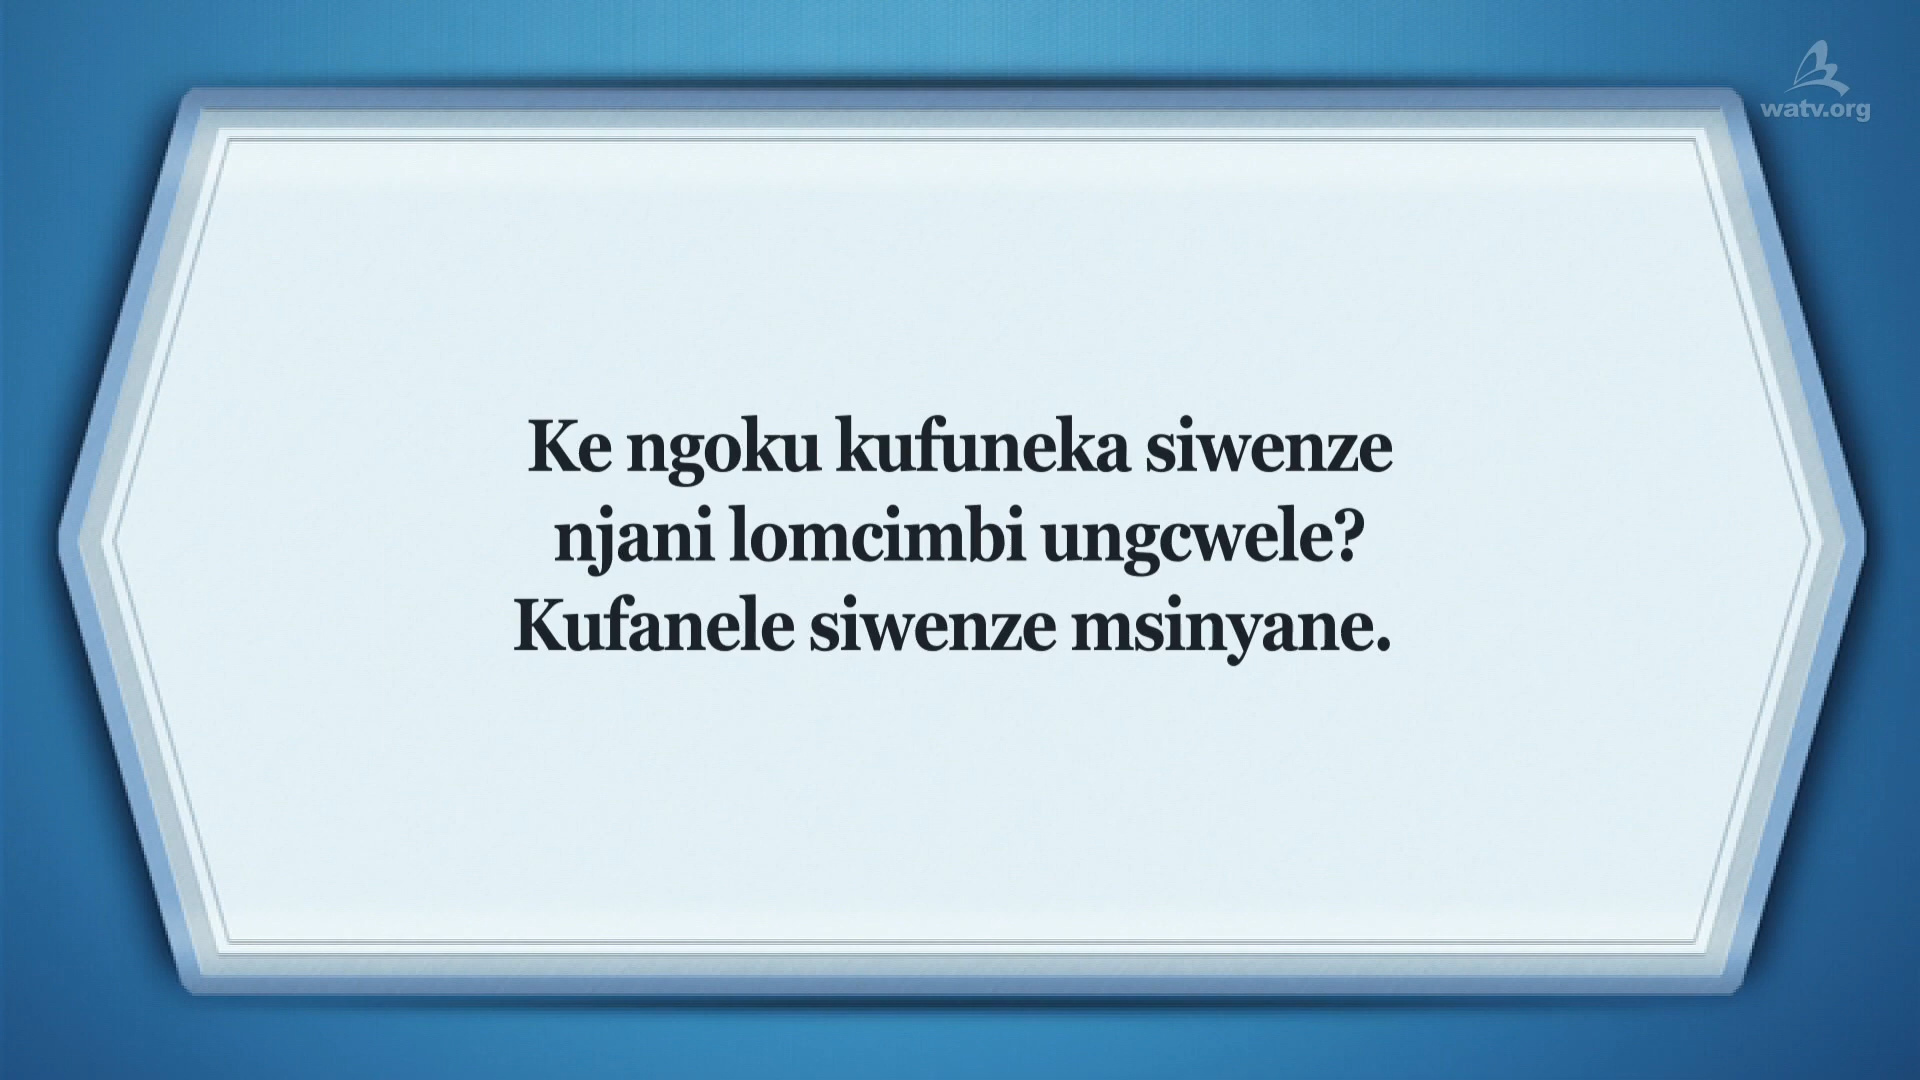 watv.org
Ke ngoku kufuneka siwenze
njani lomcimbi ungcwele?
Kufanele siwenze msinyane.